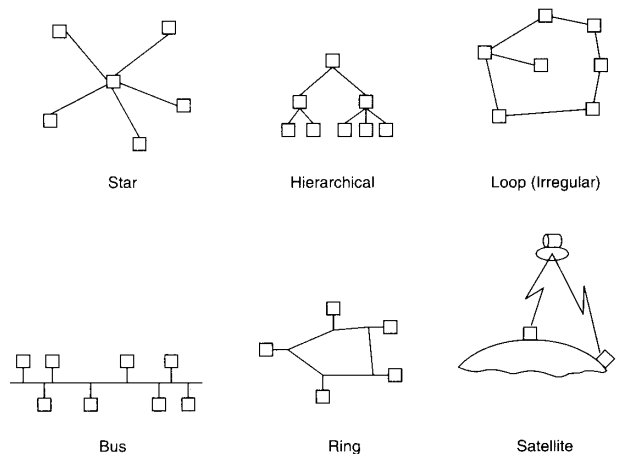 Star
Hierarchical
Loop (Irregular)
Bus
Ring
Satellite